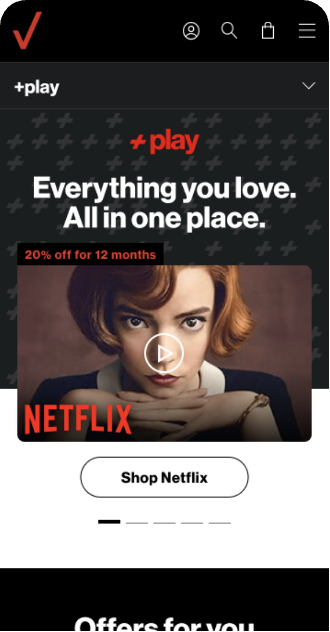 +play
+play
Everything you love.
All in one place.
20% off for 12 months
NETFLIX
Shop Netflix
Offers for you